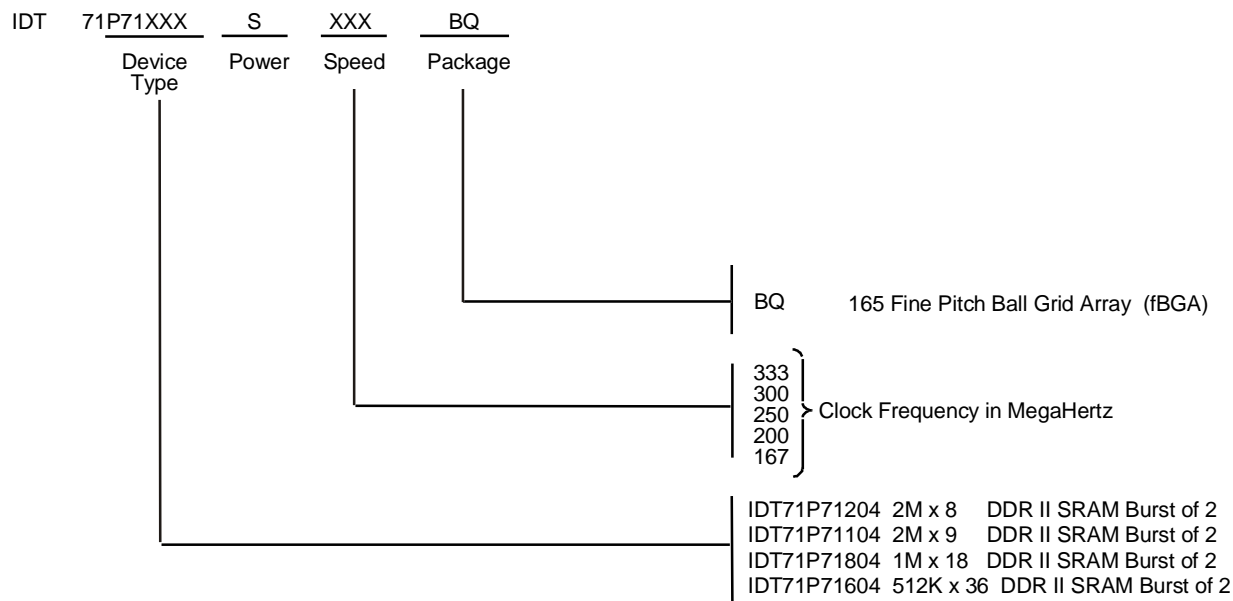 IDT 71P71XXX S XXX BQ
Device Type Power Speed Package
BQ 165 Fine Pitch Ball Grid Array (fBGA)
333
300
250
200
167
Clock Frequency in MegaHertz
IDT71P71204 2M x 8 DDR II SRAM Burst of 2
IDT71P71104 2M x 9 DDR II SRAM Burst of 2
IDT71P71804 1M x 18 DDR II SRAM Burst of 2
IDT71P71604 512K x 36 DDR II SRAM Burst of 2